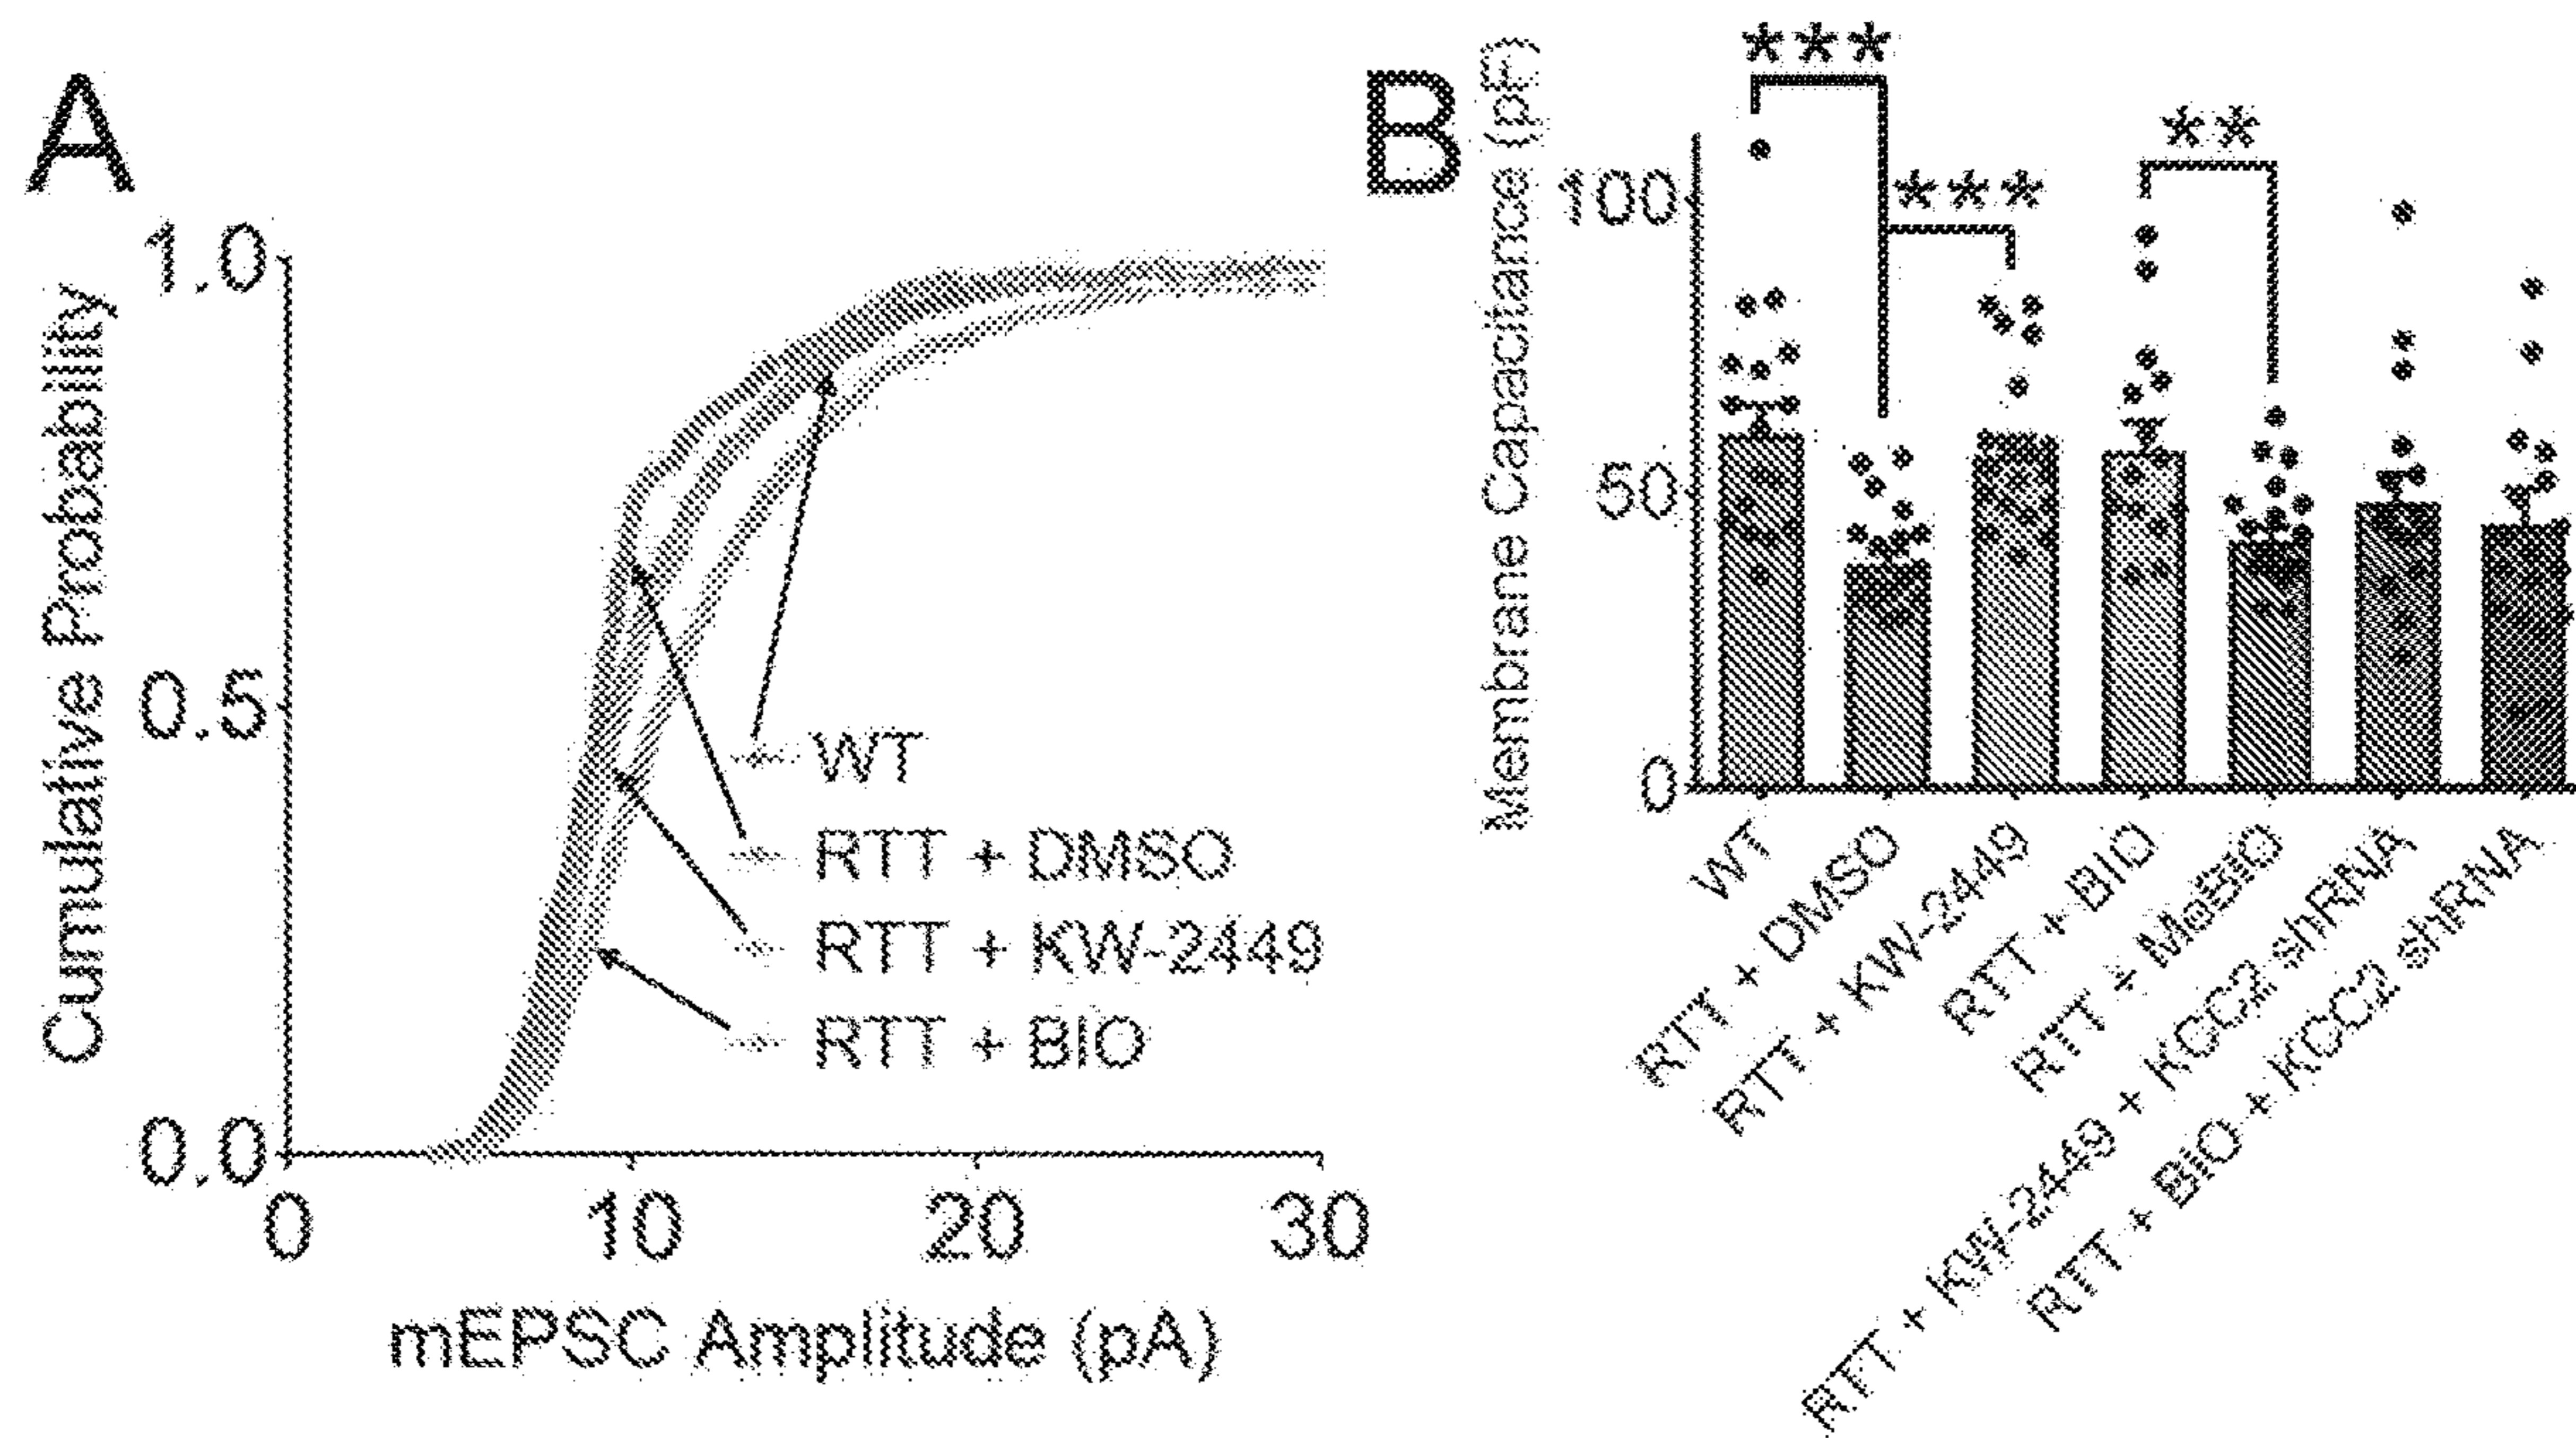 A
Cumulative Probability
1.0
0.5
0.0
0
10
20
30
mEPSC Amplitude (pA)
WT
RTT + DMSO
RTT + KW-2449
RTT + BIO
B
Membrane Capacitance (pF)
100
50
0
***
***
**
WT
RTT + DMSO
RTT + KW-2449
RTT + BIO
RTT + MeBIO
RTT + KW-2449 + KCC2 shRNA
RTT + BIO + KCC2 shRNA